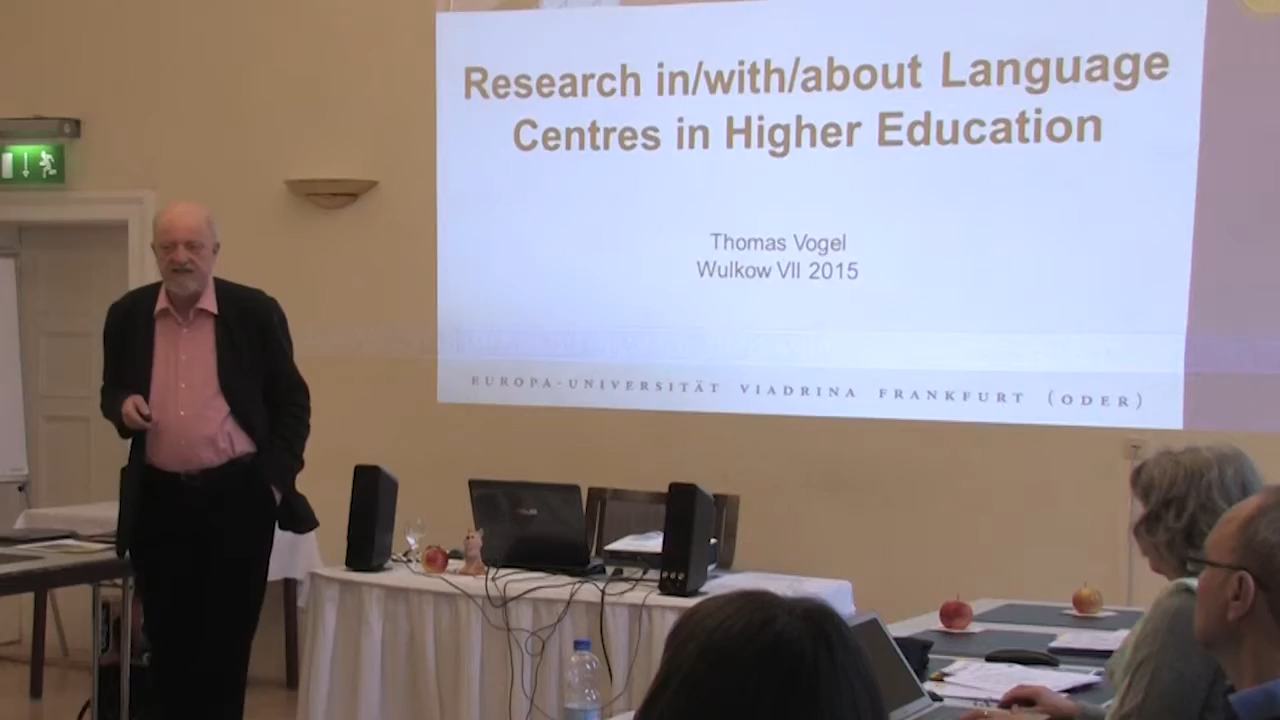 Research in/with/about Language
Centres in Higher Education
Thomas Vogel
Wulkow VII 2015
EUROPA-UNIVERSITÄT VIADRINA FRANKFURT (ODER)